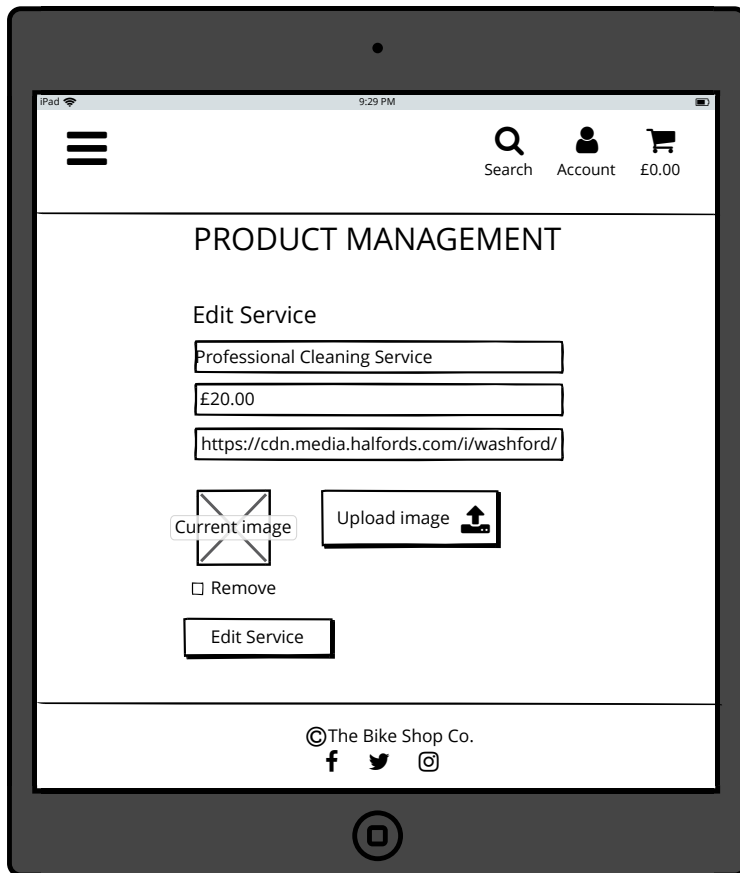 iPad 9:29 PM
Search Account £0.00
PRODUCT MANAGEMENT
Edit Service
Professional Cleaning Service
£20.00
https://cdn.media.halfords.com/i/washford/
Current image Upload image
Remove
Edit Service
©The Bike Shop Co.